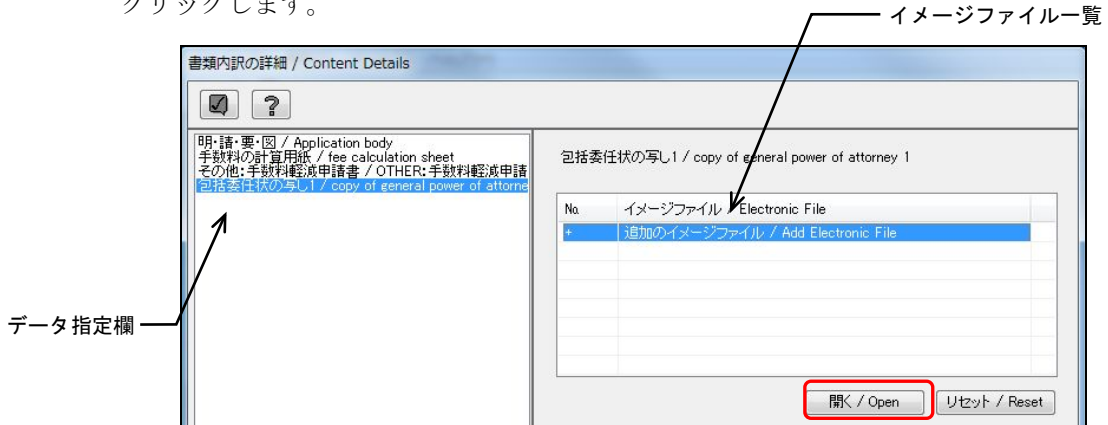 クリックします。
イメージファイル一覧
書類内訳の詳細 / Content Details
明・請・要・図 / Application body
手数料の計算用紙 / fee calculation sheet
その他:手数料軽減申請書 / OTHER:手数料軽減申請
包括委任状の写し1 / copy of general power of attorne
包括委任状の写し1 / copy of general power of attorney 1
No. イメージファイル / Electronic File
+ 追加のイメージファイル / Add Electronic File
データ指定欄
開く / Open リセット / Reset